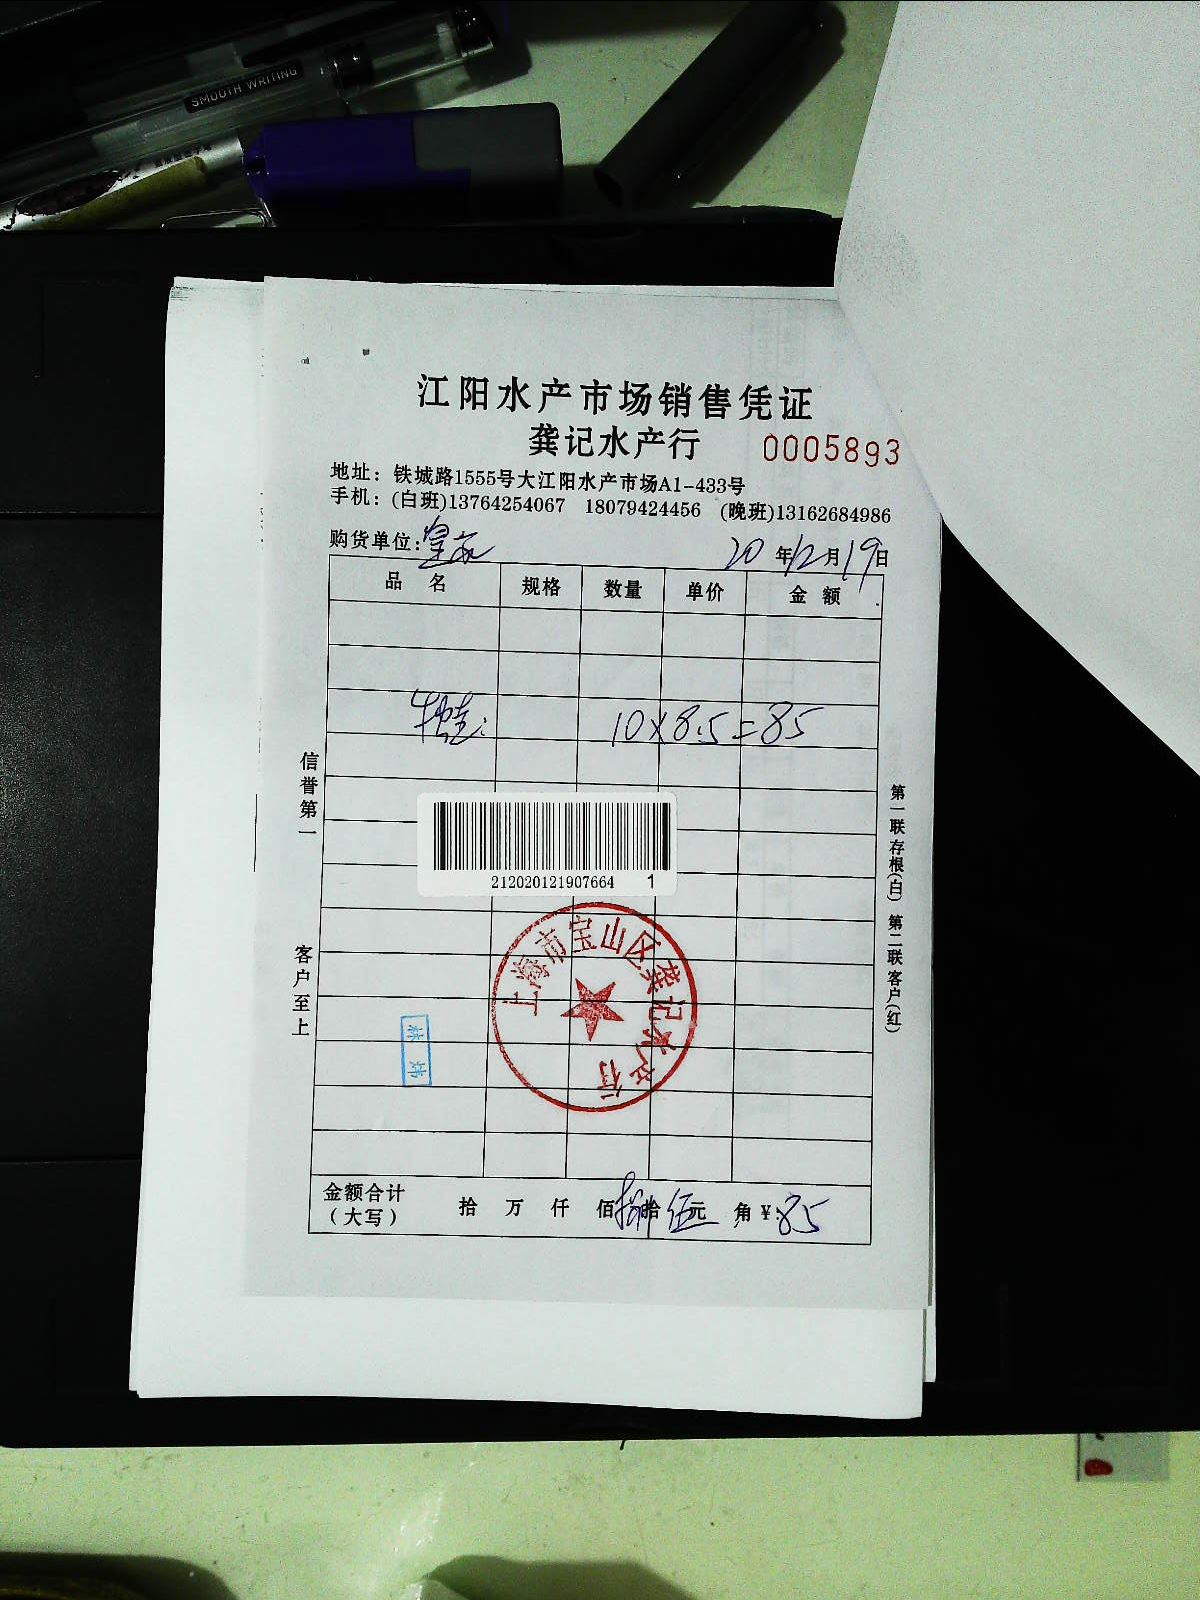 SMOOTH WRITING
江阳水产市场销售凭证
龚记水产行 0005893
地址：铁城路1555号大江阳水产市场A1-433号
手机：(白班)13764254067 18079424456 (晚班)13162684986
购货单位: 20年12月19日
品名 规格 数量 单价 金额
牛蛙: 10×8.5=85
信誉第一
客户至上
212020121907664 1
上海市宝山区龚记水产行
第一联存根(白) 第二联客户(红)
金额合计
(大写)
拾 万 仟 佰 捌拾 伍元 角 ¥:85